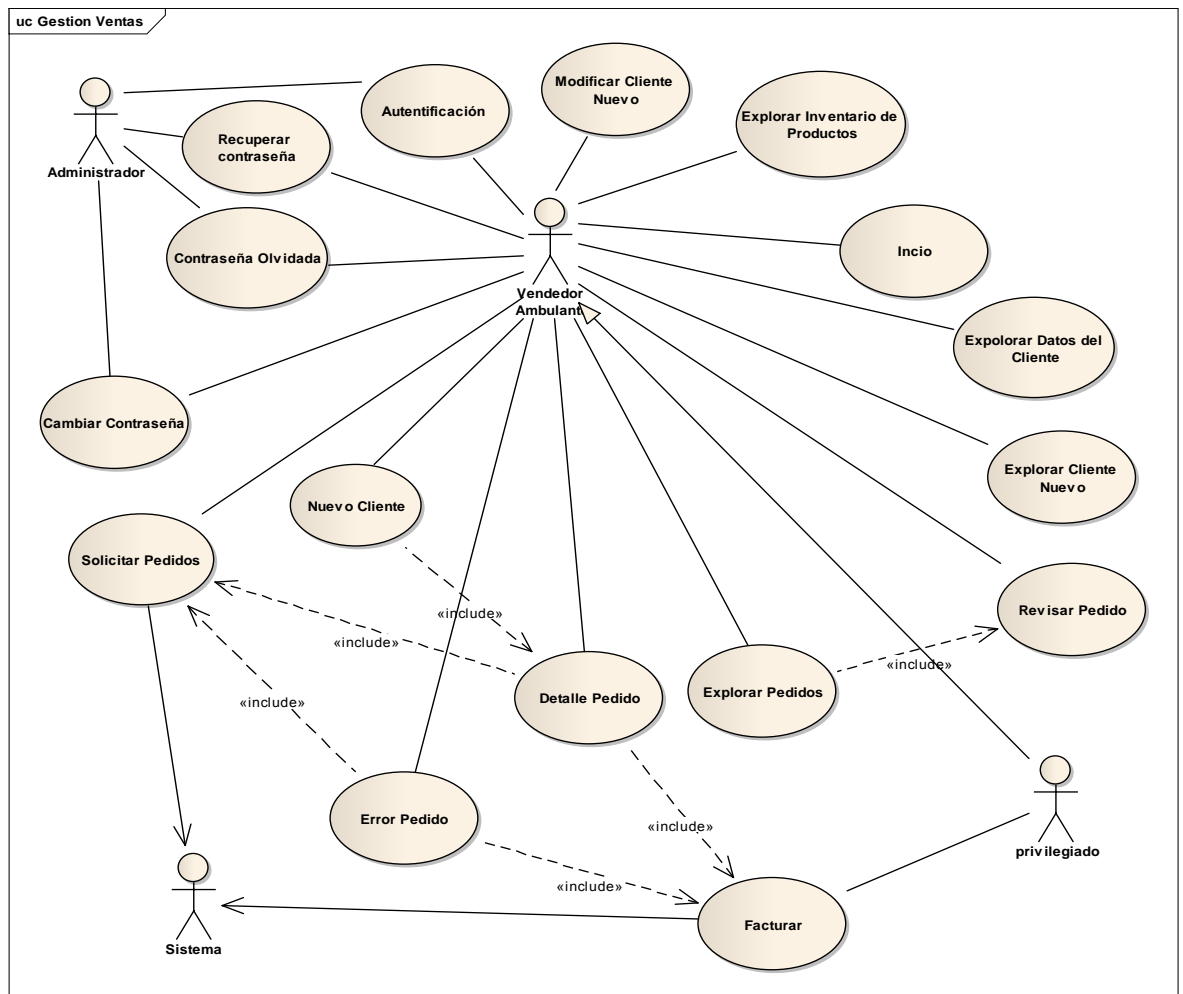 uc Gestion Ventas
Administrador
Autentificación
Modificar Cliente
Nuevo
Explorar Inventario de
Productos
Recuperar
contraseña
Contraseña Olvidada
Vendedor
Ambulant
Incio
Expolorar Datos del
Cliente
Cambiar Contraseña
Explorar Cliente
Nuevo
Nuevo Cliente
Solicitar Pedidos
Revisar Pedido
«include»
«include»
«include»
«include»
Detalle Pedido
Explorar Pedidos
Error Pedido
«include»
«include»
privilegiado
Facturar
Sistema